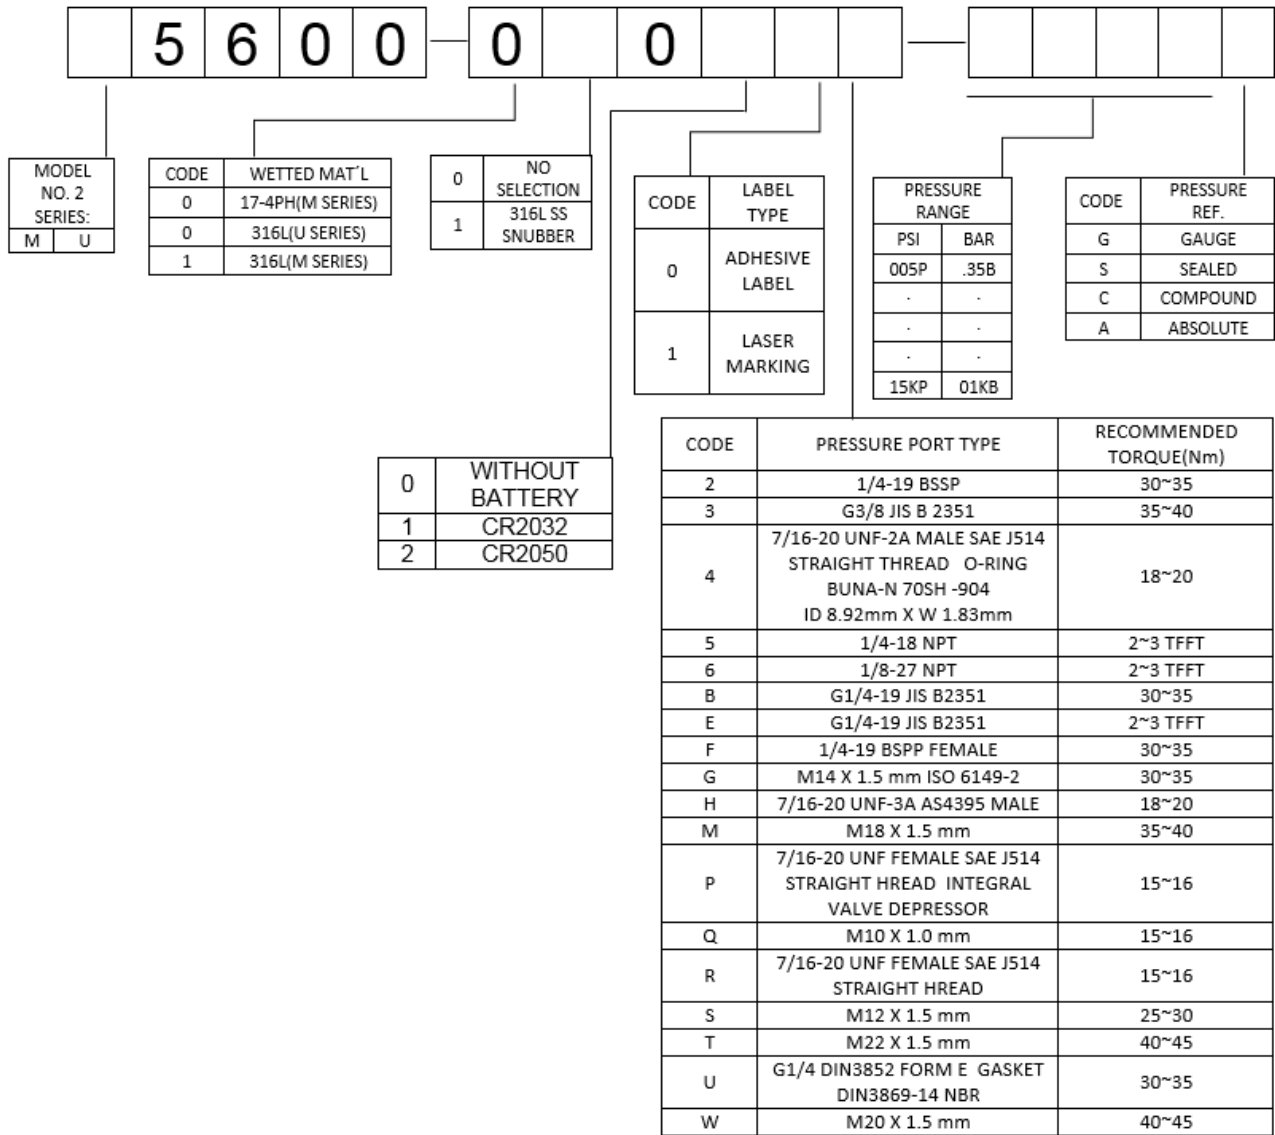 5 6 0 0 — 0 0 —
MODEL
NO. 2
SERIES:
M U
CODE WETTED MAT´L
0 17-4PH(M SERIES)
0 316L(U SERIES)
1 316L(M SERIES)
0 NO
SELECTION
1 316L SS
SNUBBER
CODE LABEL
TYPE
0 ADHESIVE
LABEL
1 LASER
MARKING
PRESSURE
RANGE
PSI BAR
005P .35B
. .
. .
. .
15KP 01KB
CODE PRESSURE
REF.
G GAUGE
S SEALED
C COMPOUND
A ABSOLUTE
0 WITHOUT
BATTERY
1 CR2032
2 CR2050
CODE PRESSURE PORT TYPE RECOMMENDED
TORQUE(Nm)
2 1/4-19 BSSP 30~35
3 G3/8 JIS B 2351 35~40
7/16-20 UNF-2A MALE SAE J514
STRAIGHT THREAD O-RING
4 BUNA-N 70SH -904 18~20
ID 8.92mm X W 1.83mm
5 1/4-18 NPT 2~3 TFFT
6 1/8-27 NPT 2~3 TFFT
B G1/4-19 JIS B2351 30~35
E G1/4-19 JIS B2351 2~3 TFFT
F 1/4-19 BSPP FEMALE 30~35
G M14 X 1.5 mm ISO 6149-2 30~35
H 7/16-20 UNF-3A AS4395 MALE 18~20
M M18 X 1.5 mm 35~40
7/16-20 UNF FEMALE SAE J514
P STRAIGHT HREAD INTEGRAL 15~16
VALVE DEPRESSOR
Q M10 X 1.0 mm 15~16
R 7/16-20 UNF FEMALE SAE J514 15~16
STRAIGHT HREAD
S M12 X 1.5 mm 25~30
T M22 X 1.5 mm 40~45
U G1/4 DIN3852 FORM E GASKET 30~35
DIN3869-14 NBR
W M20 X 1.5 mm 40~45